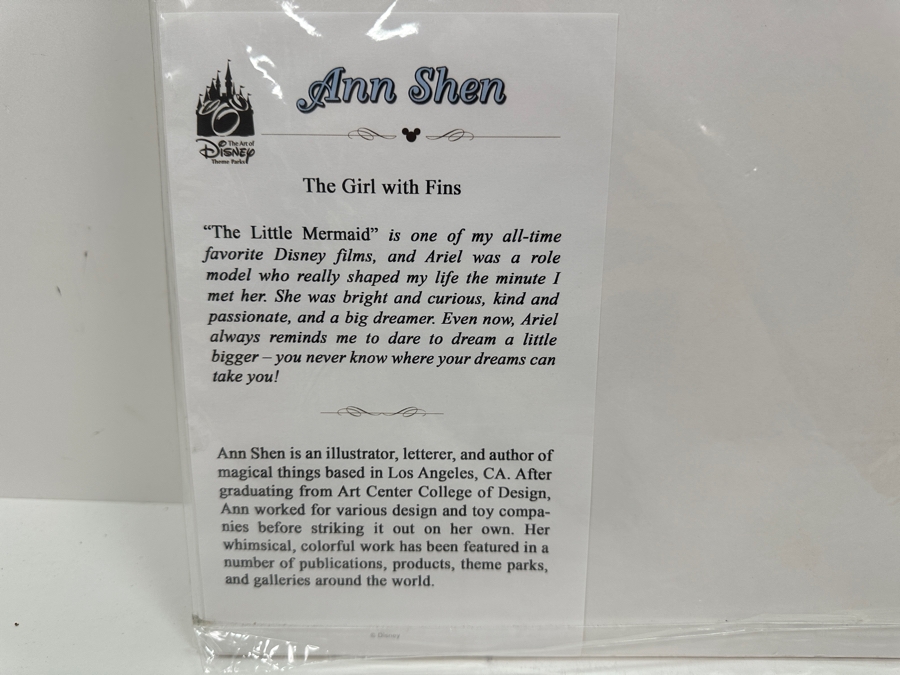 Ann Shen
The Art of
Disney
Theme Parks
The Girl with Fins
“The Little Mermaid” is one of my all-time
favorite Disney films, and Ariel was a role
model who really shaped my life the minute I
met her. She was bright and curious, kind and
passionate, and a big dreamer. Even now, Ariel
always reminds me to dare to dream a little
bigger – you never know where your dreams can
take you!
Ann Shen is an illustrator, letterer, and author of
magical things based in Los Angeles, CA. After
graduating from Art Center College of Design,
Ann worked for various design and toy compa-
nies before striking it out on her own. Her
whimsical, colorful work has been featured in a
number of publications, products, theme parks,
and galleries around the world.
© Disney